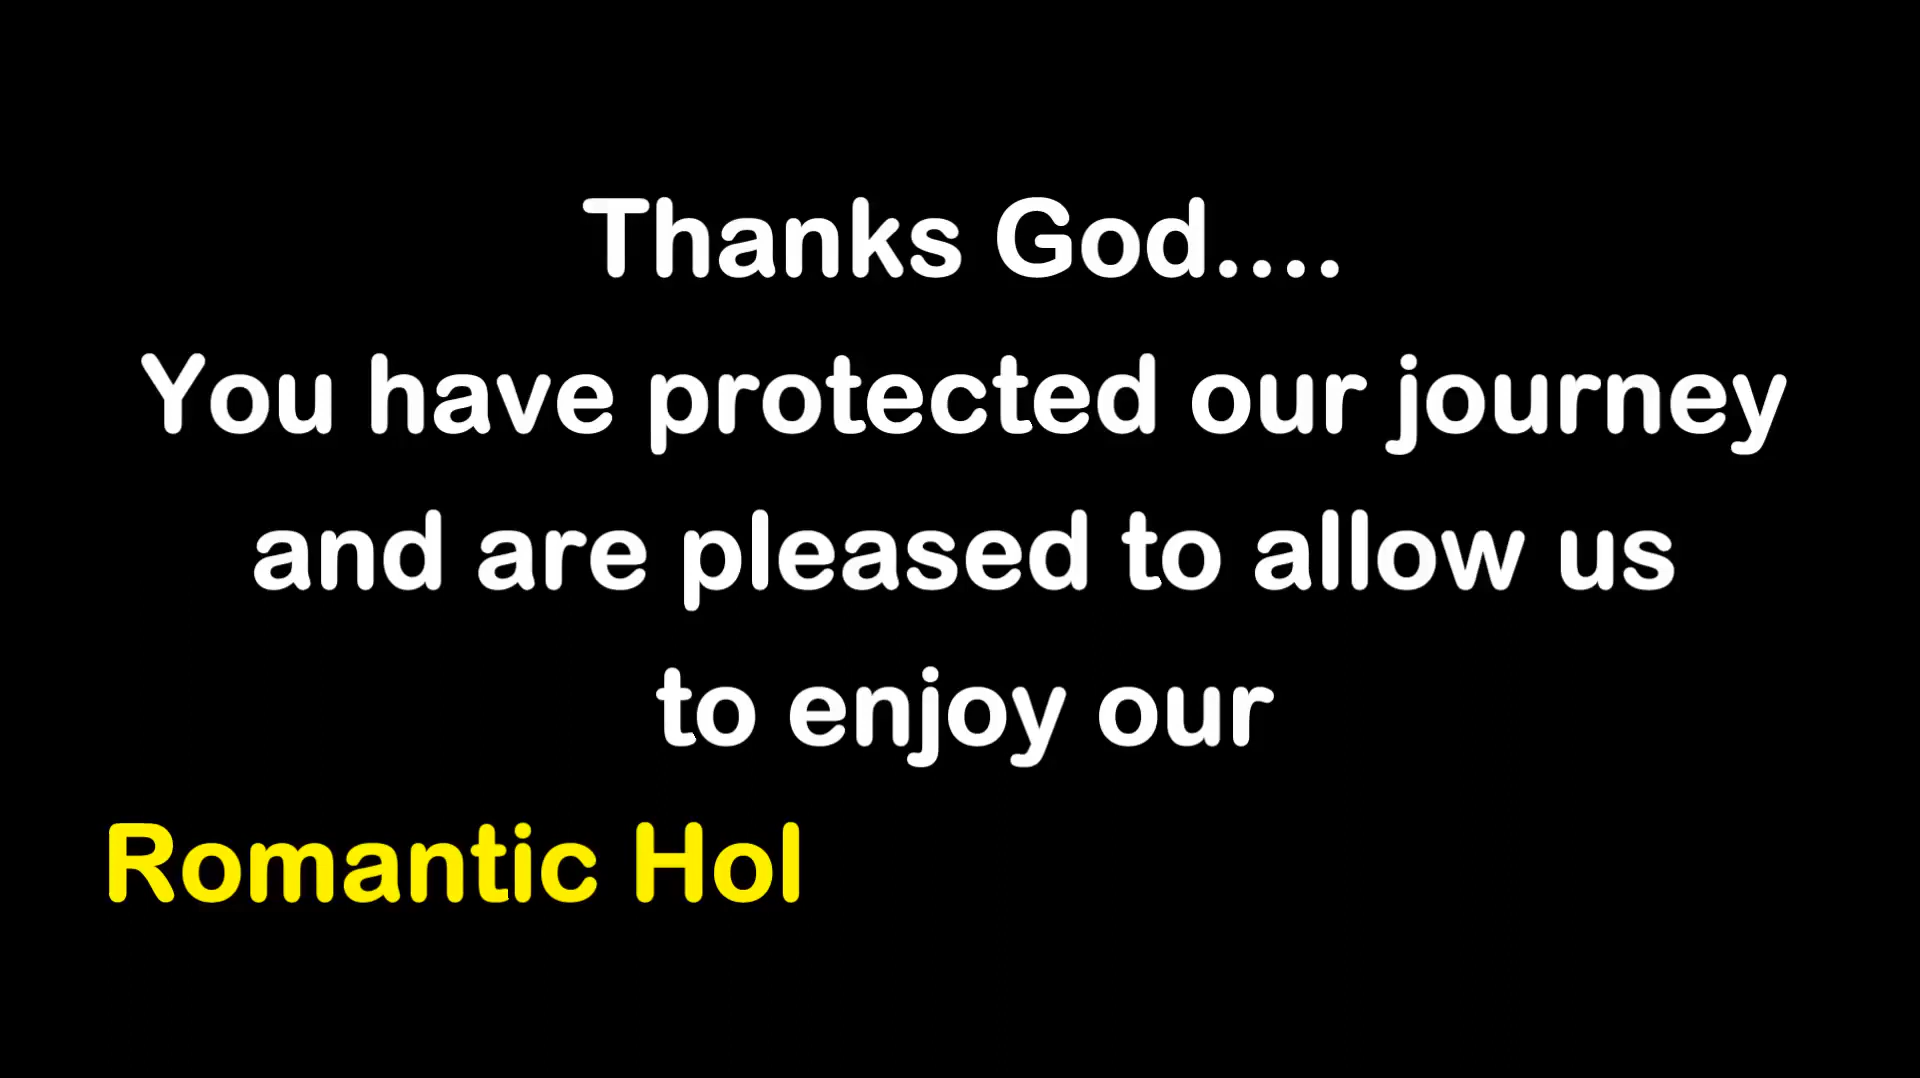 Thanks God....
You have protected our journey
and are pleased to allow us
to enjoy our
Romantic Hol